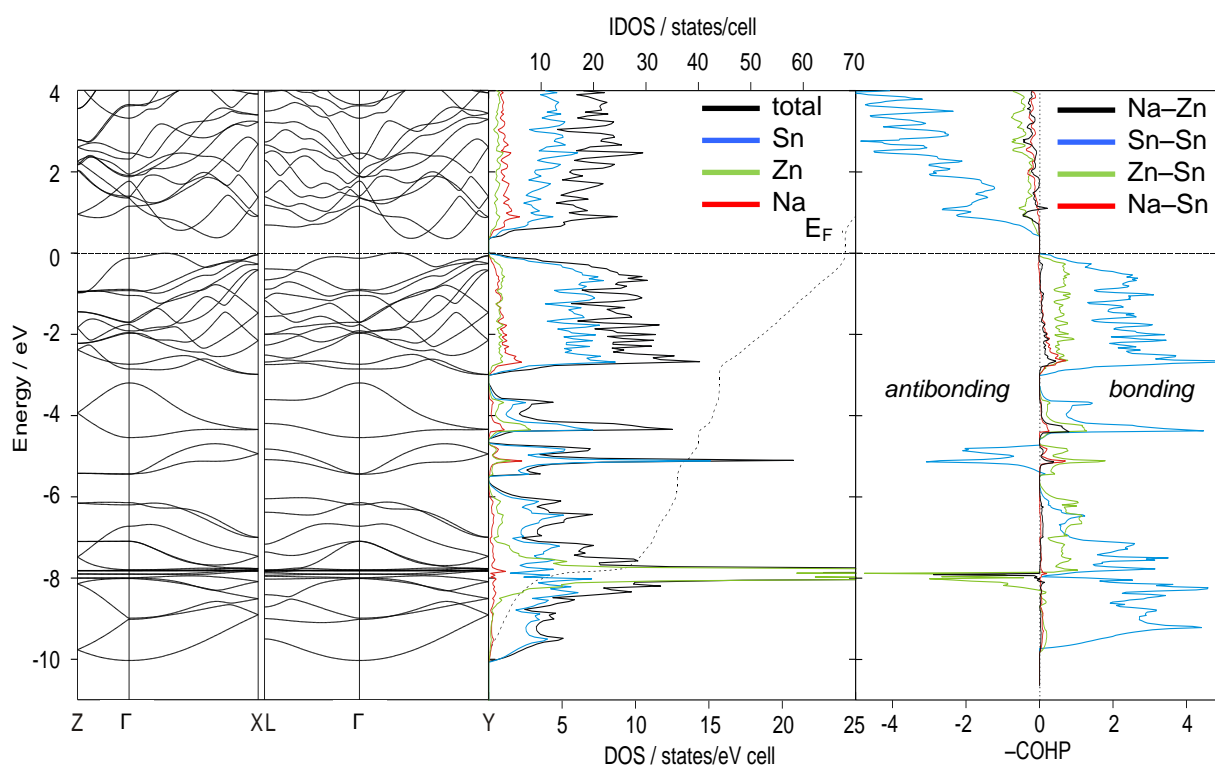 IDOS / states/cell
10 20 30 40 50 60 70
4
2
0
-2
-4
-6
-8
-10
Energy / eV
total
Sn
Zn
Na
E_F
Na–Zn
Sn–Sn
Zn–Sn
Na–Sn
antibonding bonding
Z Γ X L Γ Y
5 10 15 20 25
DOS / states/eV cell
-4 -2 0 2 4
–COHP